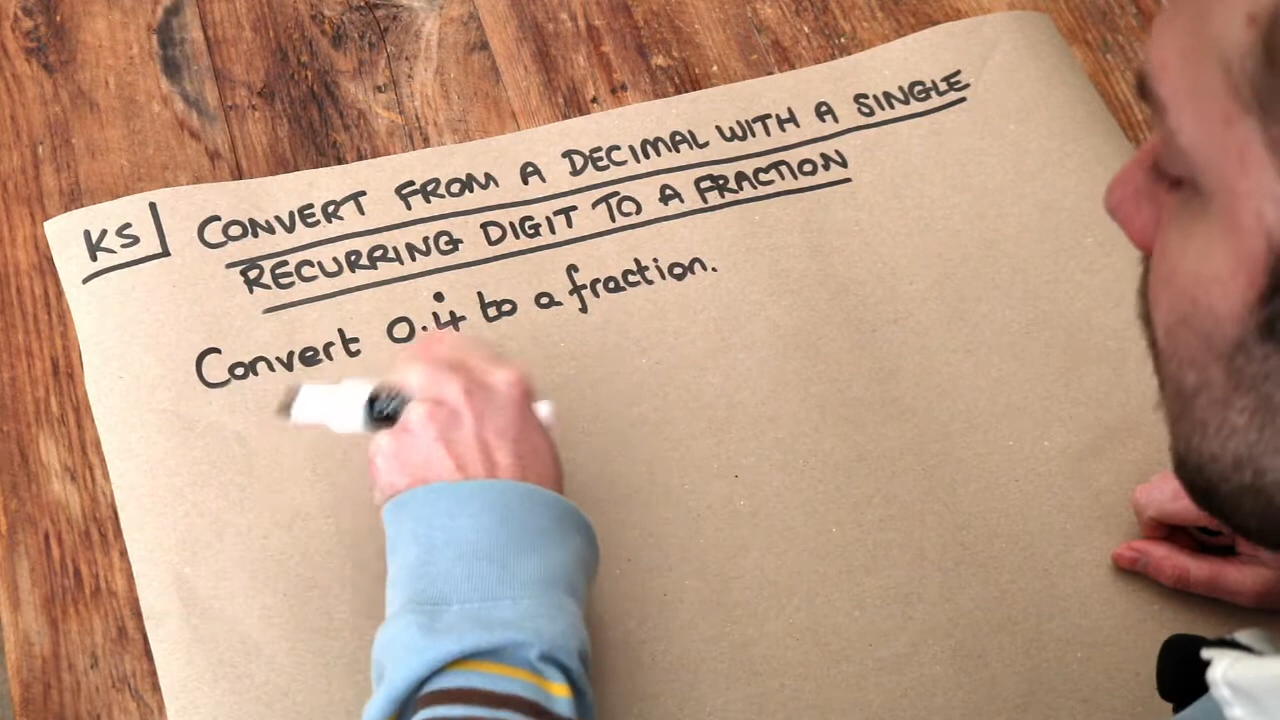 KS
CONVERT FROM A DECIMAL WITH A SINGLE
RECURRING DIGIT TO A FRACTION
Convert 0.4̇ to a fraction.